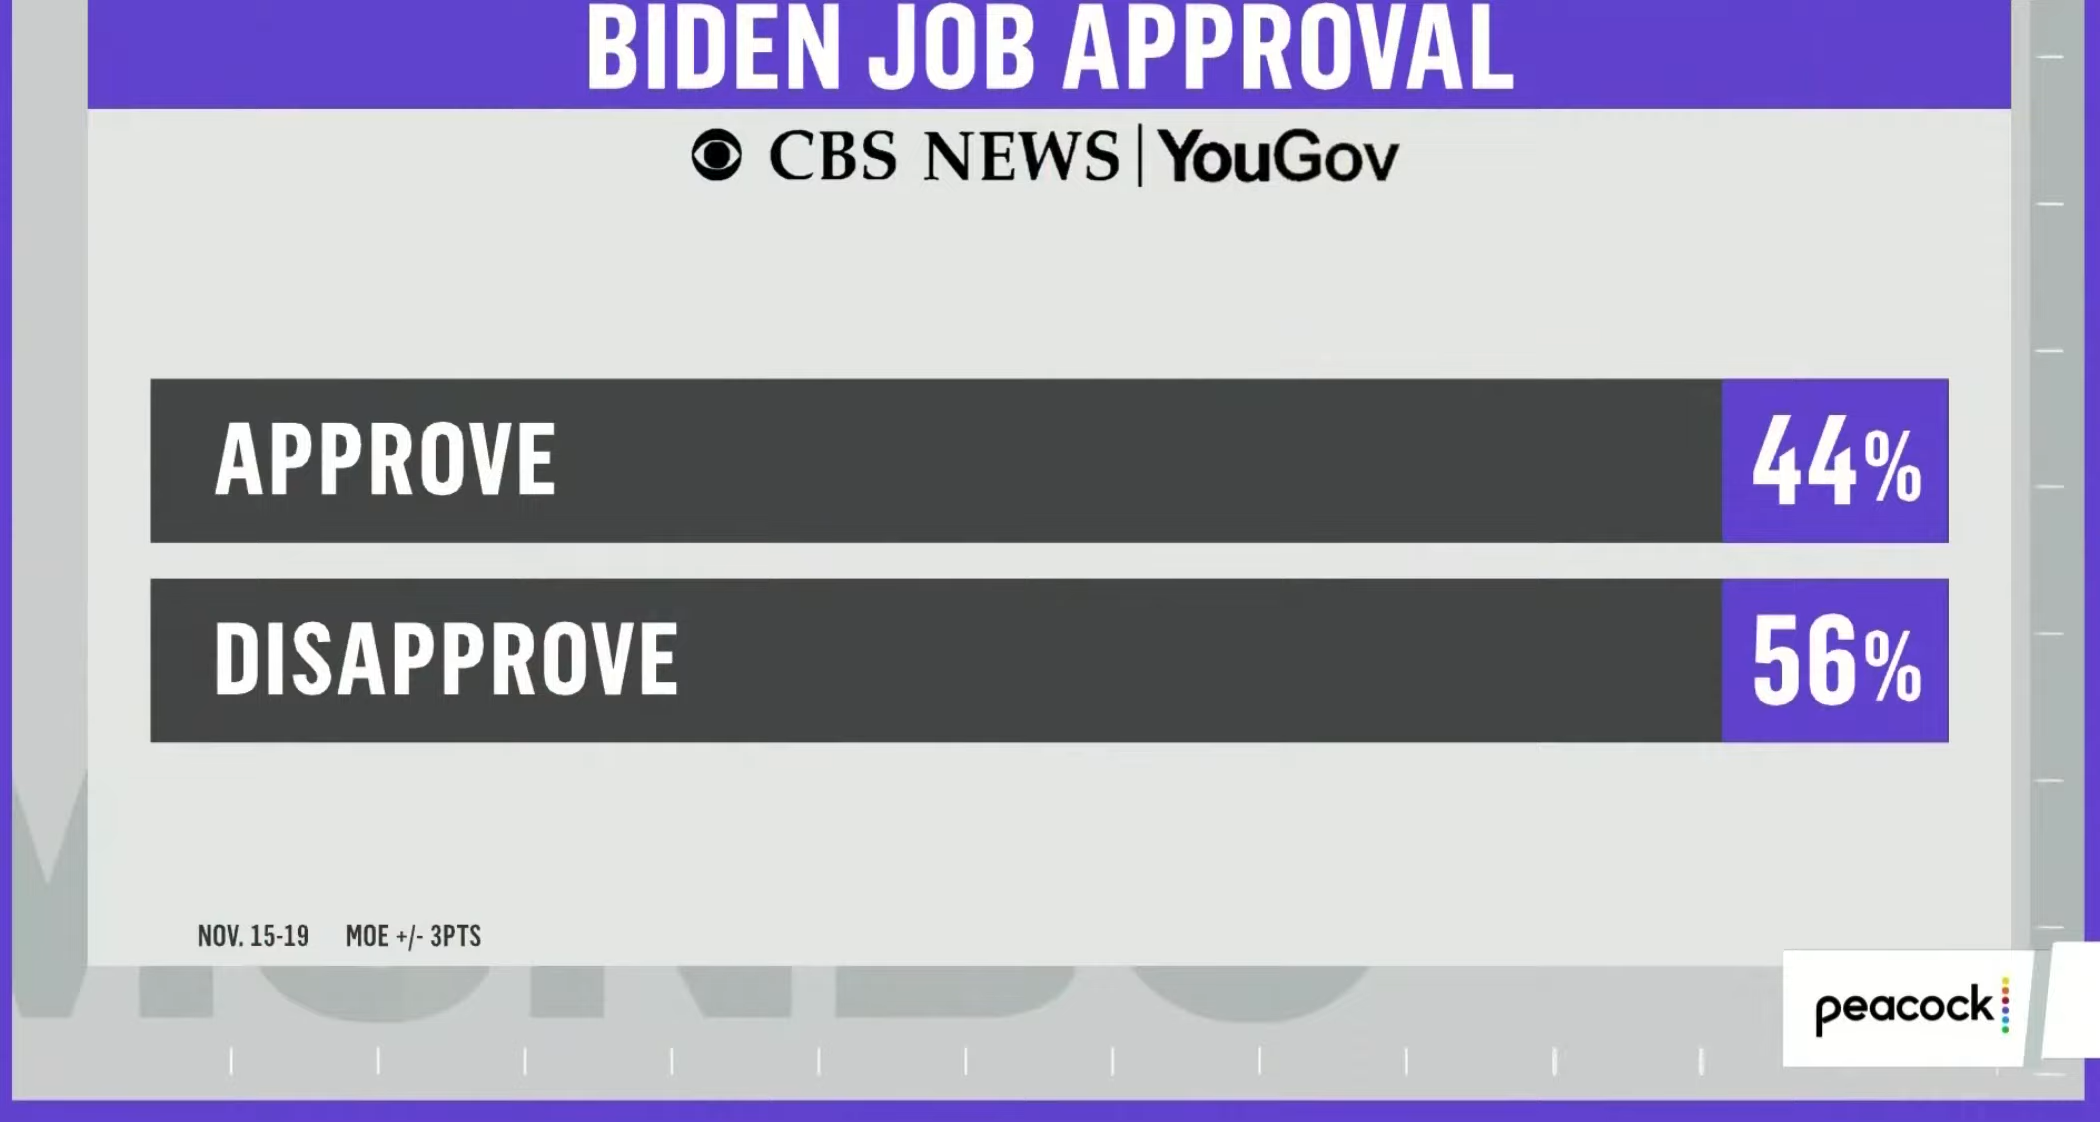 BIDEN JOB APPROVAL
CBS NEWS | YouGov
APPROVE 44%
DISAPPROVE 56%
NOV. 15-19 MOE +/- 3PTS
peacock